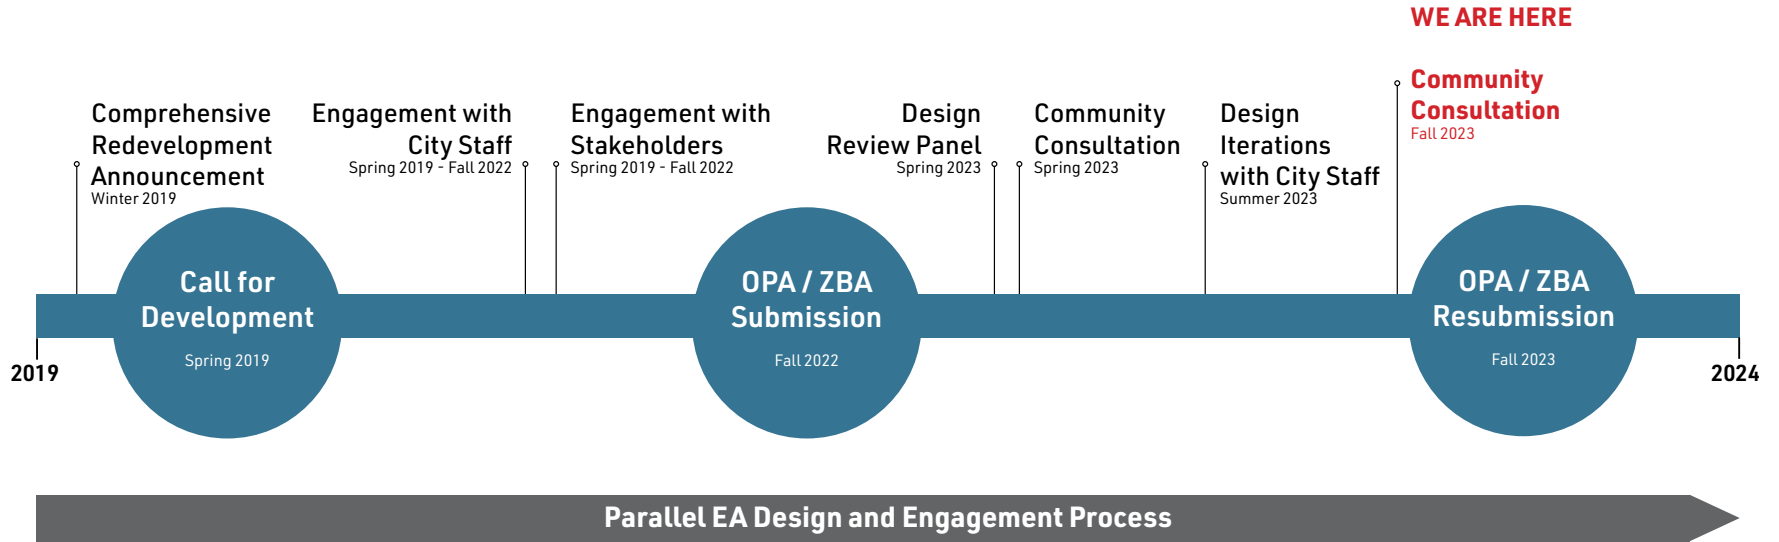 WE ARE HERE
Comprehensive
Redevelopment
Announcement
Winter 2019
Engagement with
City Staff
Spring 2019 - Fall 2022
Engagement with
Stakeholders
Spring 2019 - Fall 2022
Design
Review Panel
Spring 2023
Community
Consultation
Spring 2023
Design
Iterations
with City Staff
Summer 2023
Community
Consultation
Fall 2023
Call for
Development
Spring 2019
OPA / ZBA
Submission
Fall 2022
OPA / ZBA
Resubmission
Fall 2023
2019
2024
Parallel EA Design and Engagement Process